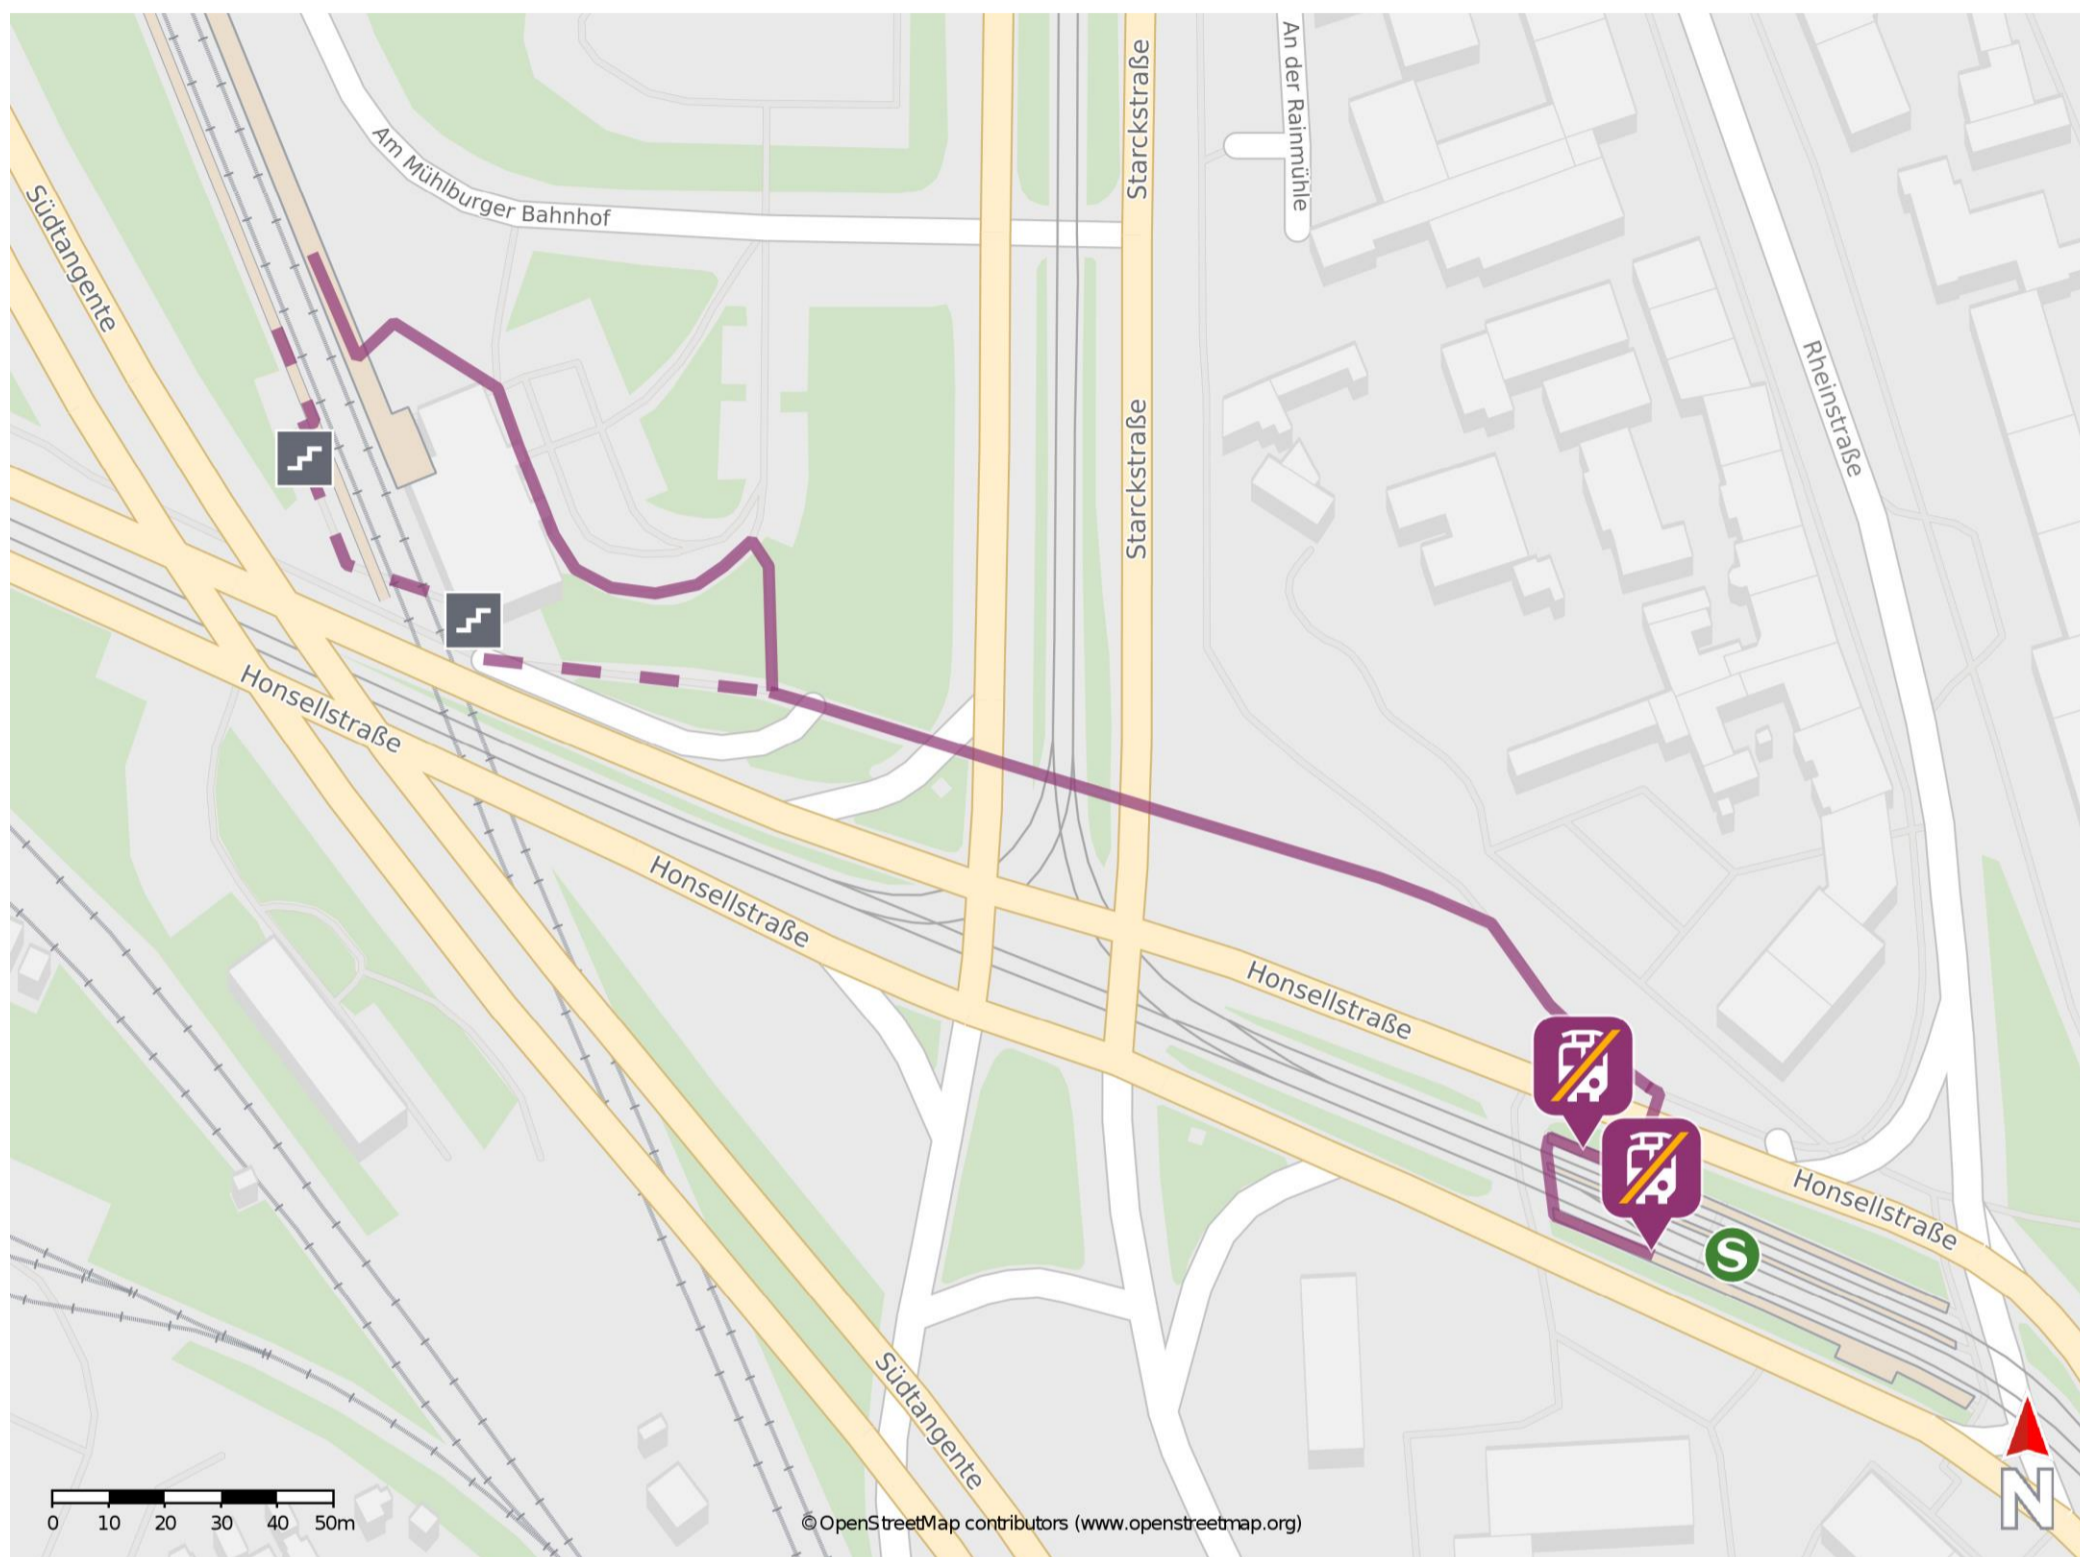 Starckstraße
An der Rainmühle
Am Mühlburger Bahnhof
Südtangente
Rheinstraße
Starckstraße
Honsellstraße
Honsellstraße
Honsellstraße
Honsellstraße
S
Südtangente
N
0 10 20 30 40 50m
© OpenStreetMap contributors (www.openstreetmap.org)